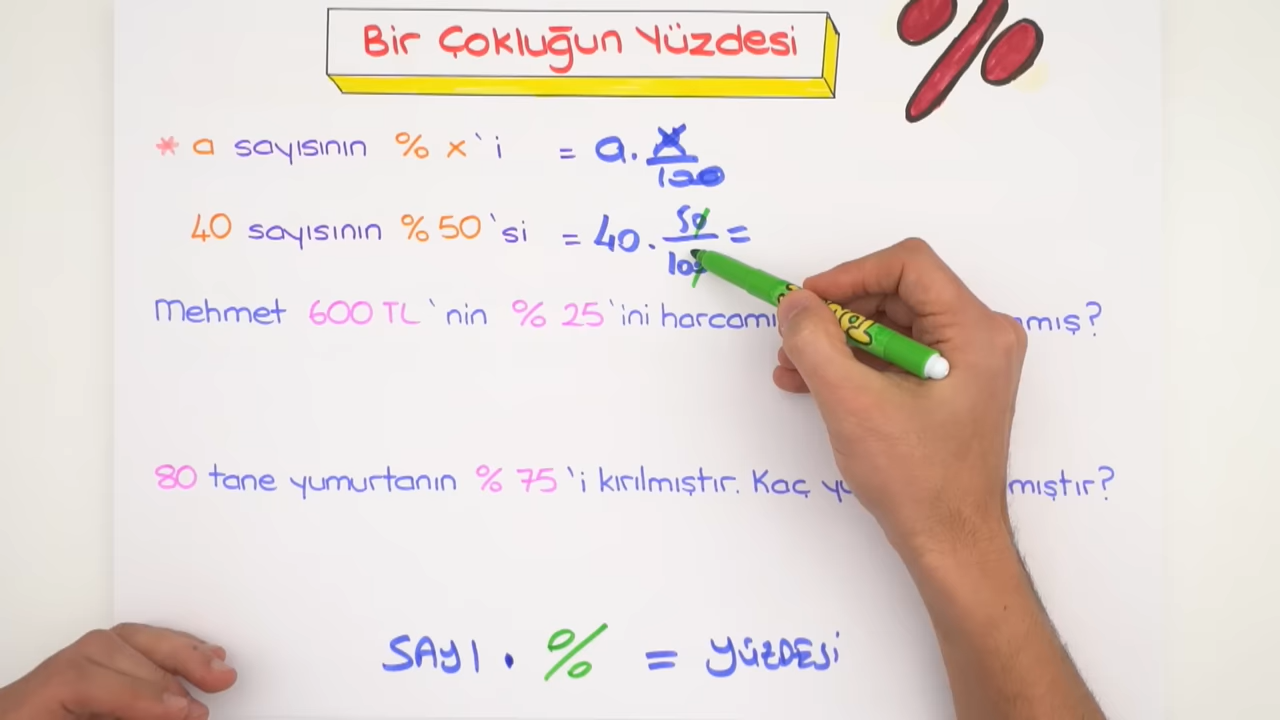 Bir Çokluğun Yüzdesi
%
* a sayısının % x`i = a. x/100
40 sayısının % 50`si = 40 . 50/100 =
Mehmet 600 TL`nin % 25`ini
80 tane yumurtanın % 75`i kırılmıştır. Kaç
SAYI . % = YÜZDESİ